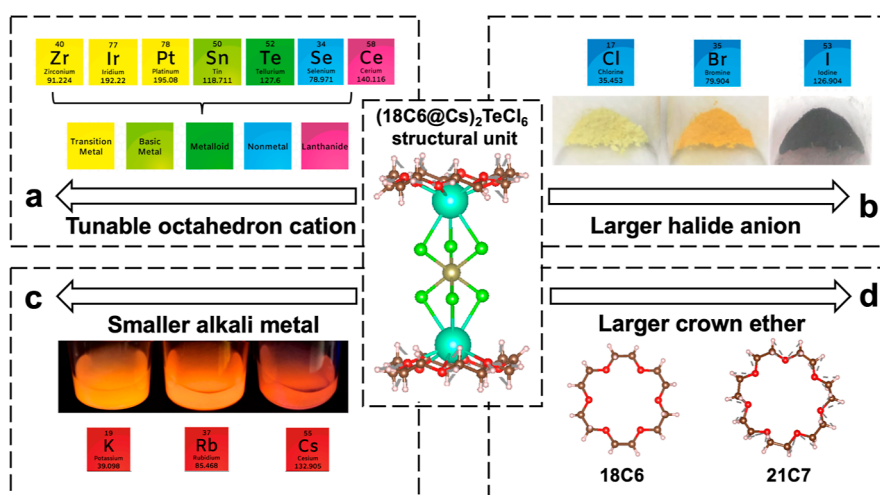 40 77 78 50 52 34 58
Zr Ir Pt Sn Te Se Ce
Zirconium Iridium Platinum Tin Tellurium Selenium Cerium
91.224 192.22 195.08 118.711 127.6 78.971 140.116
Transition Metal
Basic Metal
Metalloid
Nonmetal
Lanthanide
a
Tunable octahedron cation
(18C6@Cs)₂TeCl₆
structural unit
17 35 53
Cl Br I
Chlorine Bromine Iodine
35.453 79.904 126.904
b
Larger halide anion
c
Smaller alkali metal
19 37 55
K Rb Cs
Potassium Rubidium Cesium
39.098 85.468 132.905
d
Larger crown ether
18C6 21C7